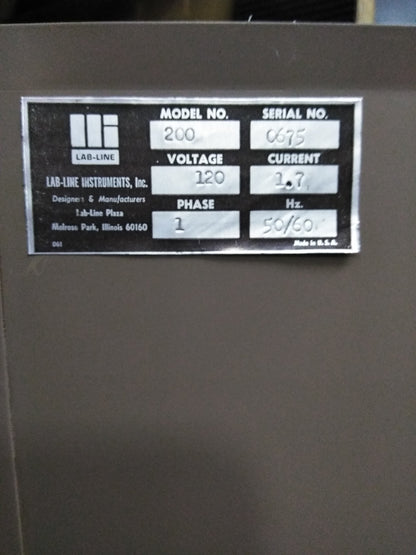 LAB-LINE
LAB-LINE INSTRUMENTS, Inc.
Designers & Manufacturers
Lab-Line Plaza
Melrose Park, Illinois 60160
061
MODEL NO.
200
SERIAL NO.
0675
VOLTAGE
120
CURRENT
1.7
PHASE
1
Hz.
50/60
Made in U. S. A.